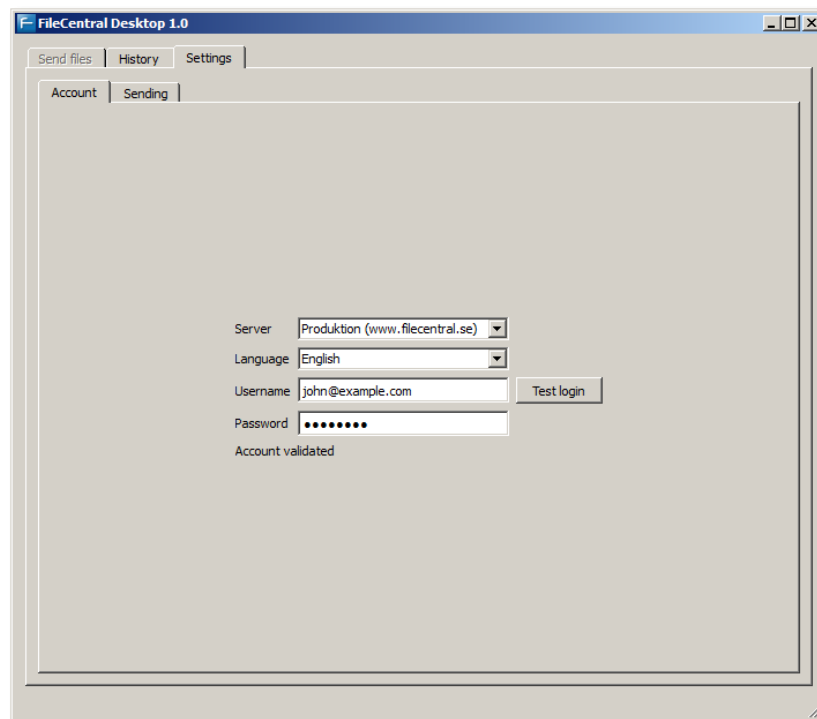 FileCentral Desktop 1.0
Send files History Settings
Account Sending
Server Produktion (www.filecentral.se)
Language English
Username john@example.com Test login
Password ••••••••
Account validated